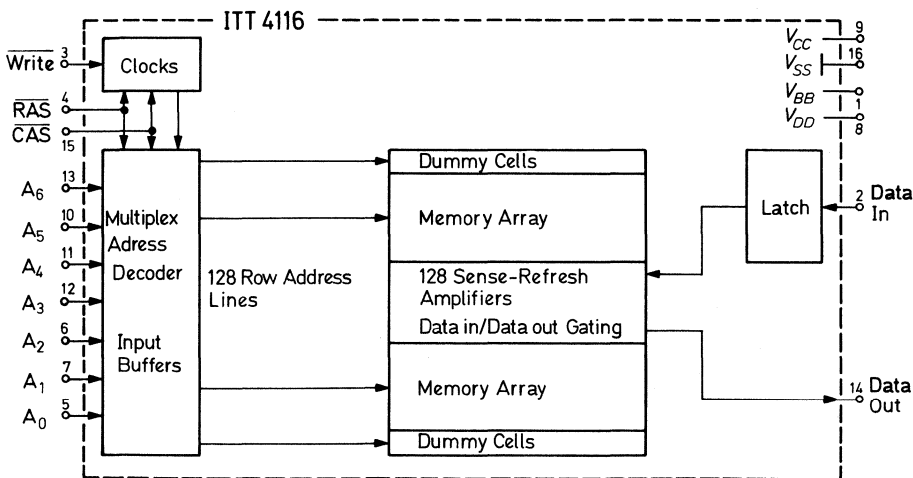 ITT 4116
Write
3
Clocks
RAS
4
CAS
15
A6
13
A5
10
A4
11
A3
12
A2
6
A1
7
A0
5
Multiplex
Adress
Decoder
Input
Buffers
128 Row Address
Lines
Dummy Cells
Memory Array
128 Sense-Refresh
Amplifiers
Data in/Data out Gating
Memory Array
Dummy Cells
VCC
9
VSS
16
VBB
1
VDD
8
Latch
2 Data
In
14 Data
Out